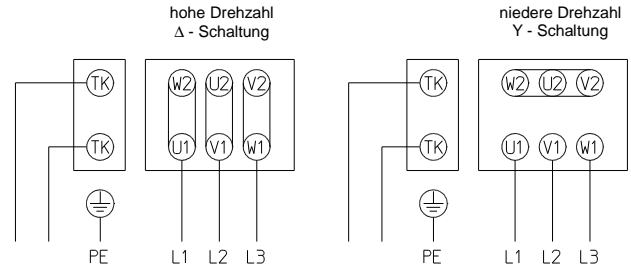 hohe Drehzahl
Δ - Schaltung
TK W2 U2 V2
TK U1 V1 W1
PE L1 L2 L3
niedere Drehzahl
Y - Schaltung
TK W2 U2 V2
TK U1 V1 W1
PE L1 L2 L3